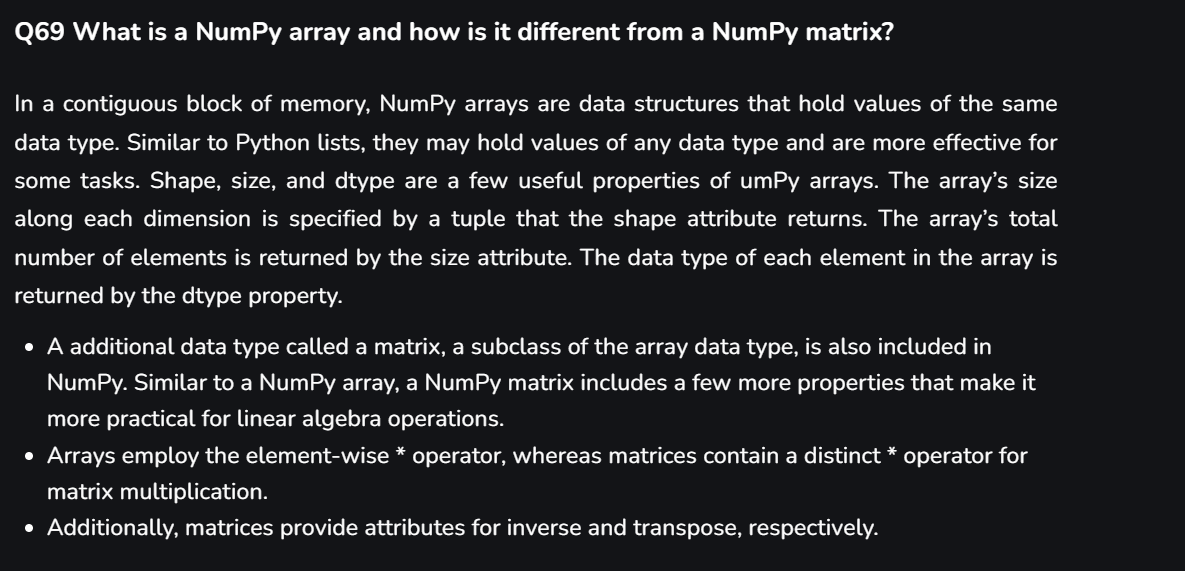 Q69 What is a NumPy array and how is it different from a NumPy matrix?
In a contiguous block of memory, NumPy arrays are data structures that hold values of the same
data type. Similar to Python lists, they may hold values of any data type and are more effective for
some tasks. Shape, size, and dtype are a few useful properties of umPy arrays. The array’s size
along each dimension is specified by a tuple that the shape attribute returns. The array’s total
number of elements is returned by the size attribute. The data type of each element in the array is
returned by the dtype property.
• A additional data type called a matrix, a subclass of the array data type, is also included in
NumPy. Similar to a NumPy array, a NumPy matrix includes a few more properties that make it
more practical for linear algebra operations.
• Arrays employ the element-wise * operator, whereas matrices contain a distinct * operator for
matrix multiplication.
• Additionally, matrices provide attributes for inverse and transpose, respectively.